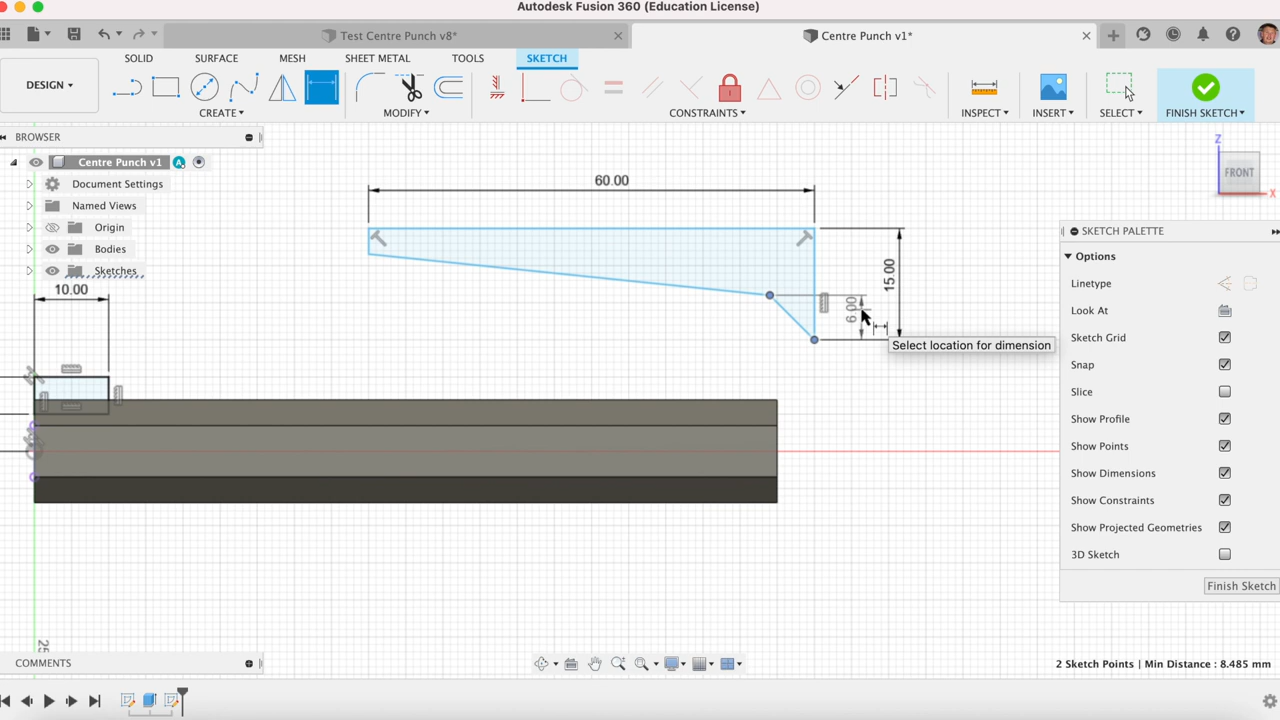 Autodesk Fusion 360 (Education License)
Test Centre Punch v8*
Centre Punch v1*
SOLID SURFACE MESH SHEET METAL TOOLS SKETCH
DESIGN
CREATE MODIFY CONSTRAINTS INSPECT INSERT SELECT FINISH SKETCH
BROWSER
Centre Punch v1 A
Document Settings
Named Views
Origin
Bodies
Sketches
10.00
60.00
15.00
6.00
Select location for dimension
25
Z
FRONT
X
SKETCH PALETTE
Options
Linetype
Look At
Sketch Grid
Snap
Slice
Show Profile
Show Points
Show Dimensions
Show Constraints
Show Projected Geometries
3D Sketch
Finish Sketch
COMMENTS
2 Sketch Points | Min Distance : 8.485 mm